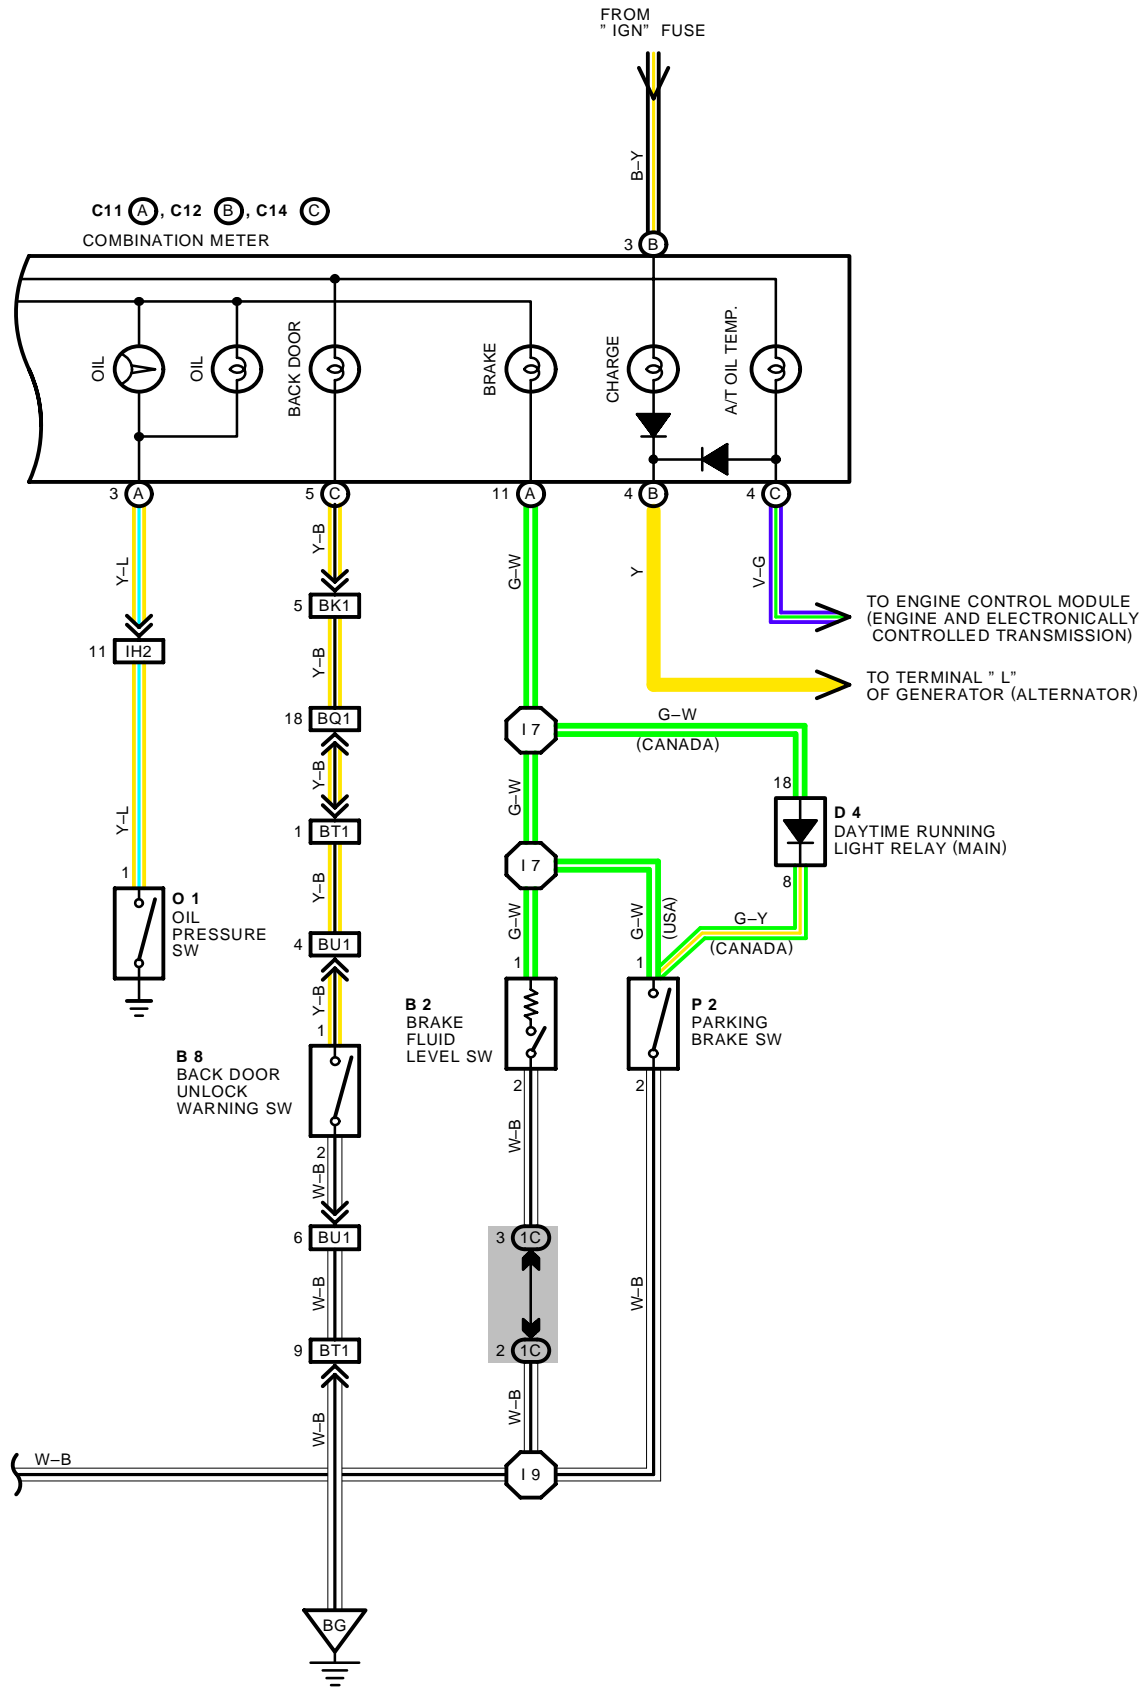 FROM
" IGN" FUSE
B–Y
C11 A , C12 B , C14 C
COMBINATION METER
3 B
OIL
OIL
BACK DOOR
BRAKE
CHARGE
A/T OIL TEMP.
3 A
5 C
11 A
4 B
4 C
Y–L
Y–B
G–W
Y
V–G
TO ENGINE CONTROL MODULE
(ENGINE AND ELECTRONICALLY
CONTROLLED TRANSMISSION)
5 BK1
11 IH2
Y–B
TO TERMINAL " L"
OF GENERATOR (ALTERNATOR)
18 BQ1
I 7
G–W
(CANADA)
Y–B
G–W
18
D 4
DAYTIME RUNNING
LIGHT RELAY (MAIN)
Y–L
1 BT1
I 7
8
1
Y–B
G–W
G–W
(USA)
G–Y
(CANADA)
O 1
OIL
PRESSURE
SW
4 BU1
1
1
Y–B
1
B 2
BRAKE
FLUID
LEVEL SW
P 2
PARKING
BRAKE SW
B 8
BACK DOOR
UNLOCK
WARNING SW
2
2
2
W–B
W–B
6 BU1
3 1C
W–B
W–B
9 BT1
2 1C
W–B
W–B
W–B
I 9
BG